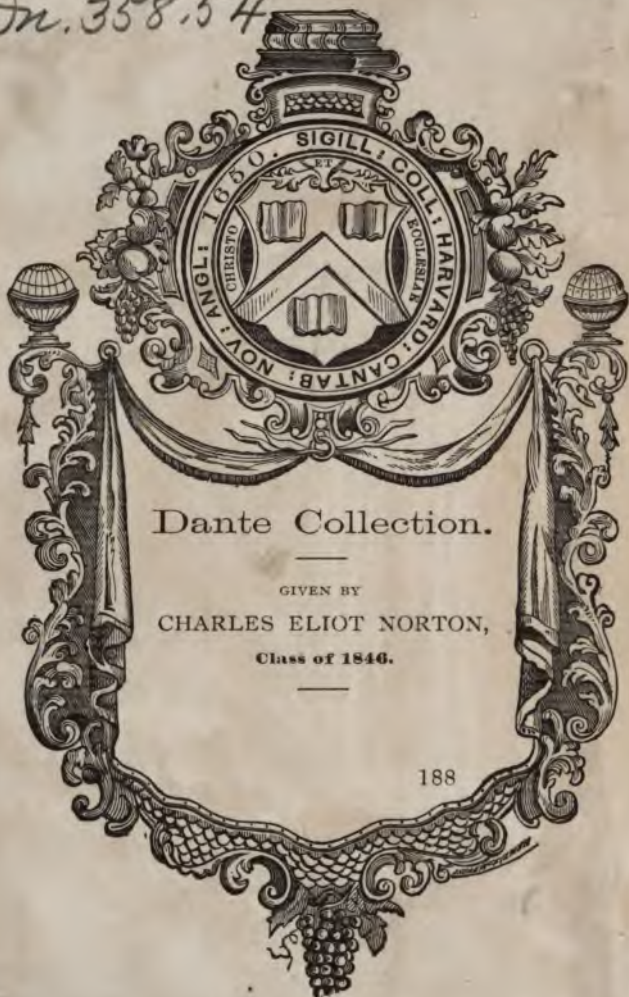 Dn.358.54
SIGILL: COLL: HARVARD: CANTAB: NOV: ANGL: 1650.
ET
CHRISTO
ECCLESIAE
Dante Collection.
GIVEN BY
CHARLES ELIOT NORTON,
Class of 1846.
188